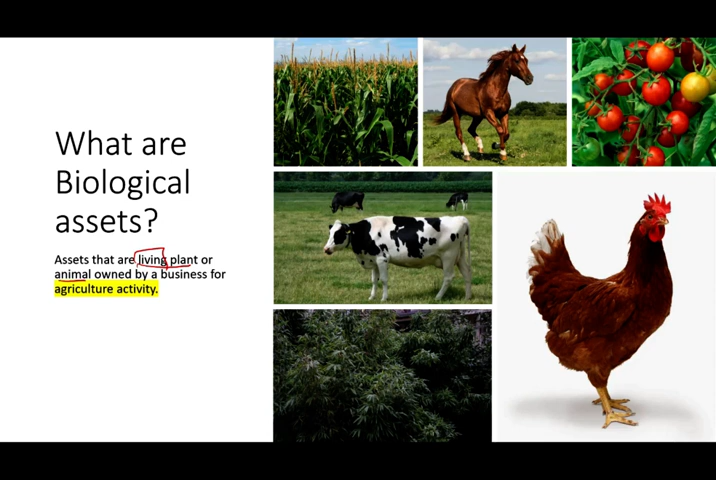 What are
Biological
assets?
Assets that are living plant or
animal owned by a business for
agriculture activity.